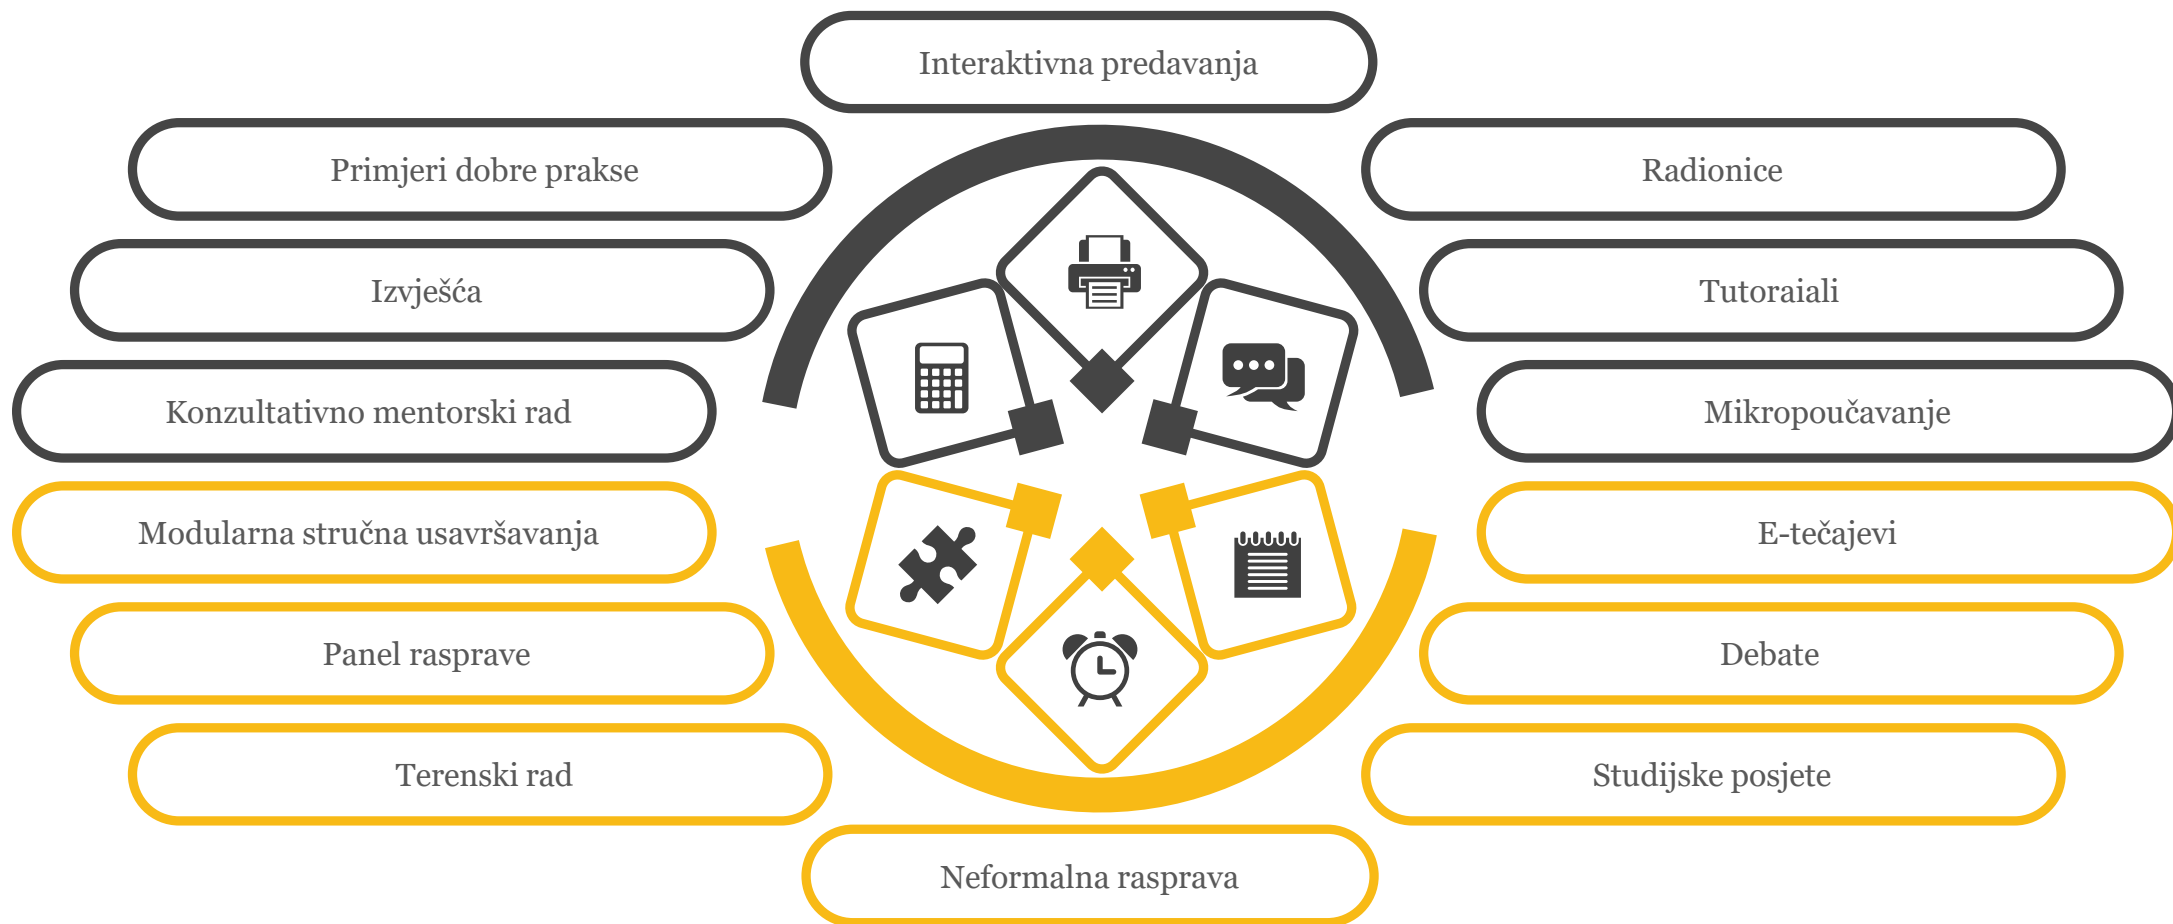 Interaktivna predavanja
Primjeri dobre prakse
Radionice
Izvješća
Tutoraiali
Konzultativno mentorski rad
Mikropoučavanje
Modularna stručna usavršavanja
E-tečajevi
Panel rasprave
Debate
Terenski rad
Studijske posjete
Neformalna rasprava